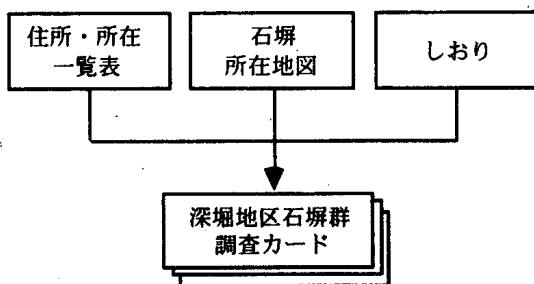 住所・所在
一覧表
石塀
所在地図
しおり
深堀地区石塀群
調査カード